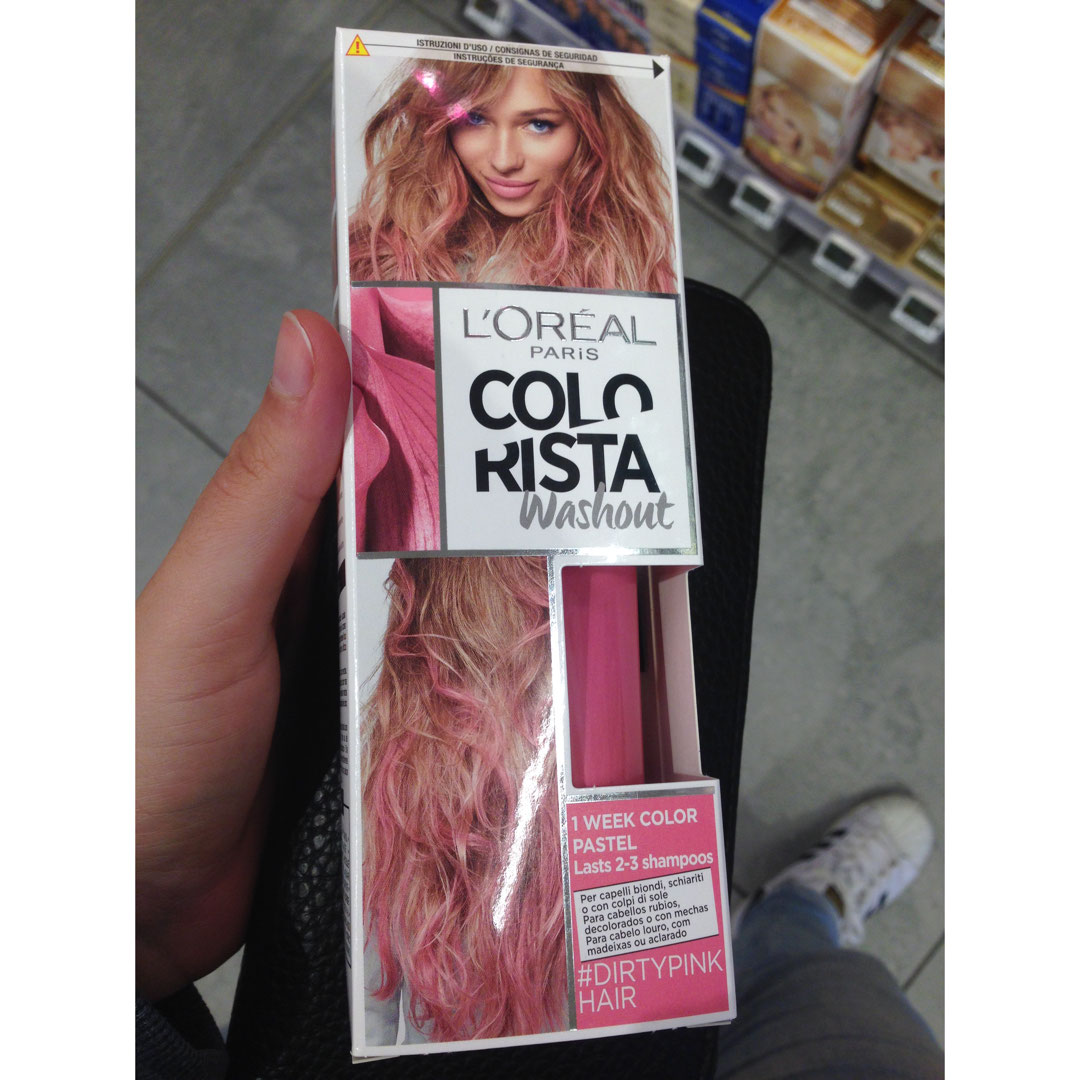 ISTRUZIONI D'USO / CONSIGNAS DE SEGURIDAD
INSTRUÇÕES DE SEGURANÇA
L'ORÉAL
PARiS
COLO
RISTA
Washout
1 WEEK COLOR
PASTEL
Lasts 2-3 shampoos
Per capelli biondi, schiariti
o con colpi di sole
Para cabellos rubios,
decolorados o con mechas
Para cabelo louro, com
madeixas ou aclarado
#DIRTYPINK
HAIR